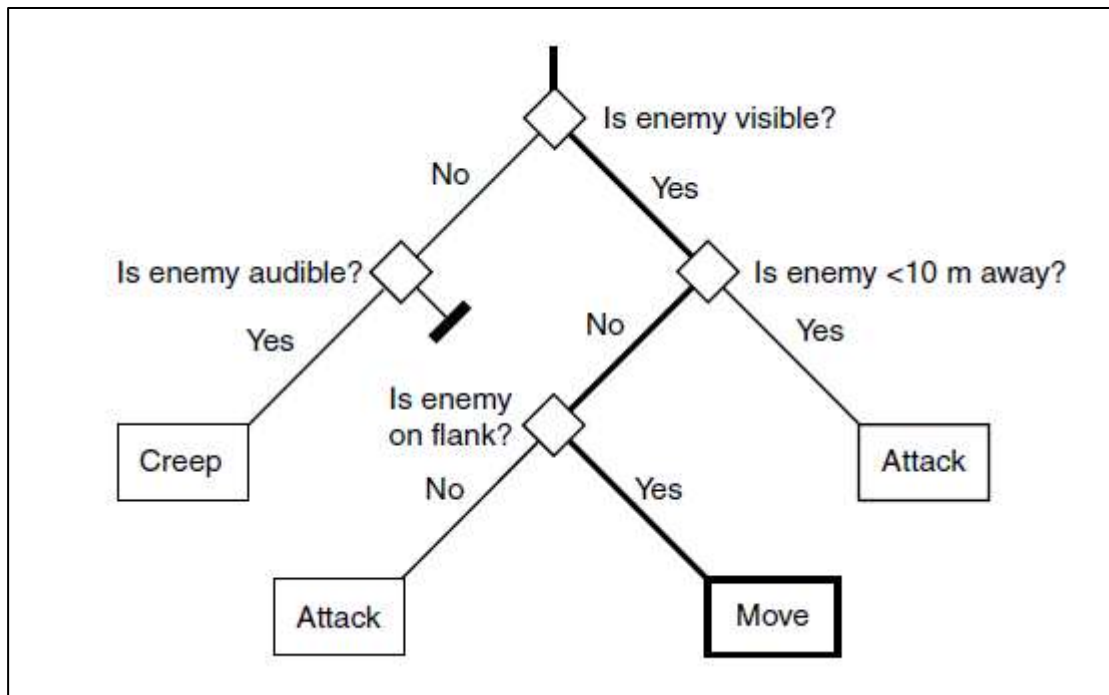 Is enemy visible?
No
Yes
Is enemy audible?
Is enemy <10 m away?
Yes
No
Yes
Is enemy
on flank?
Creep
Attack
No
Yes
Attack
Move